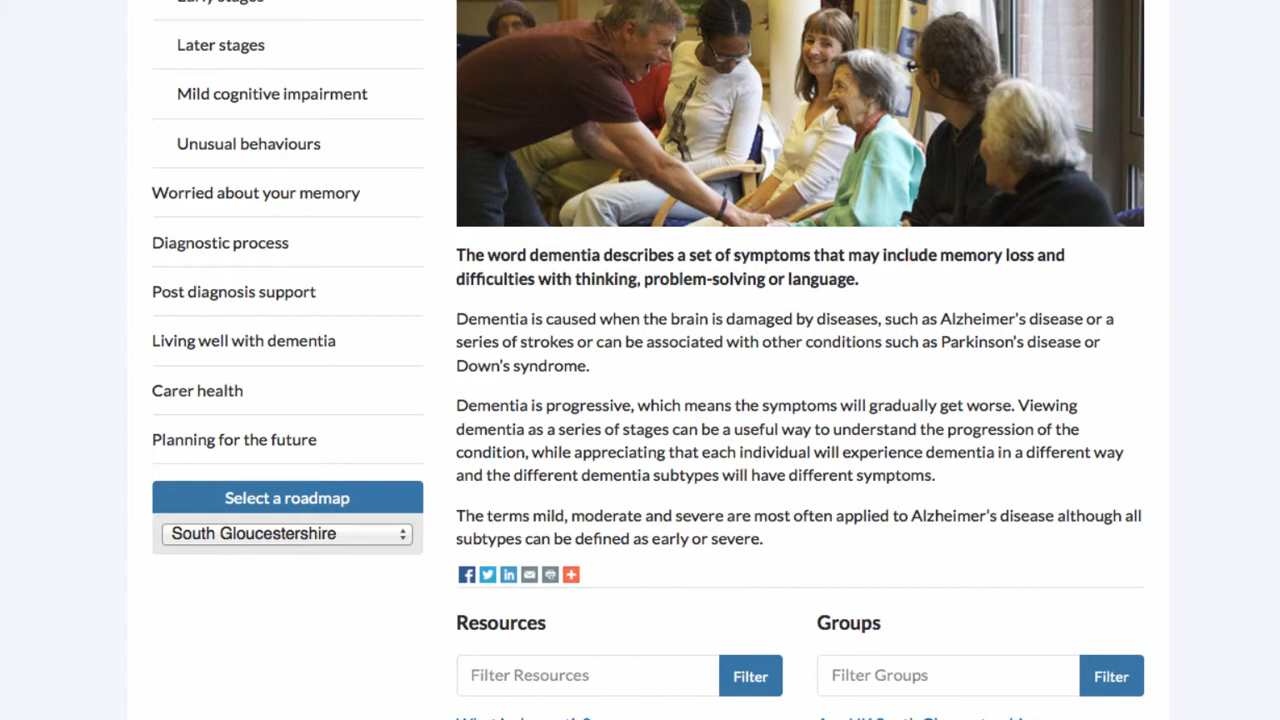 Later stages
Mild cognitive impairment
Unusual behaviours
Worried about your memory
Diagnostic process
Post diagnosis support
Living well with dementia
Carer health
Planning for the future
Select a roadmap
South Gloucestershire
The word dementia describes a set of symptoms that may include memory loss and
difficulties with thinking, problem-solving or language.
Dementia is caused when the brain is damaged by diseases, such as Alzheimer's disease or a
series of strokes or can be associated with other conditions such as Parkinson's disease or
Down's syndrome.
Dementia is progressive, which means the symptoms will gradually get worse. Viewing
dementia as a series of stages can be a useful way to understand the progression of the
condition, while appreciating that each individual will experience dementia in a different way
and the different dementia subtypes will have different symptoms.
The terms mild, moderate and severe are most often applied to Alzheimer's disease although all
subtypes can be defined as early or severe.
Resources
Filter Resources
Filter
Groups
Filter Groups
Filter